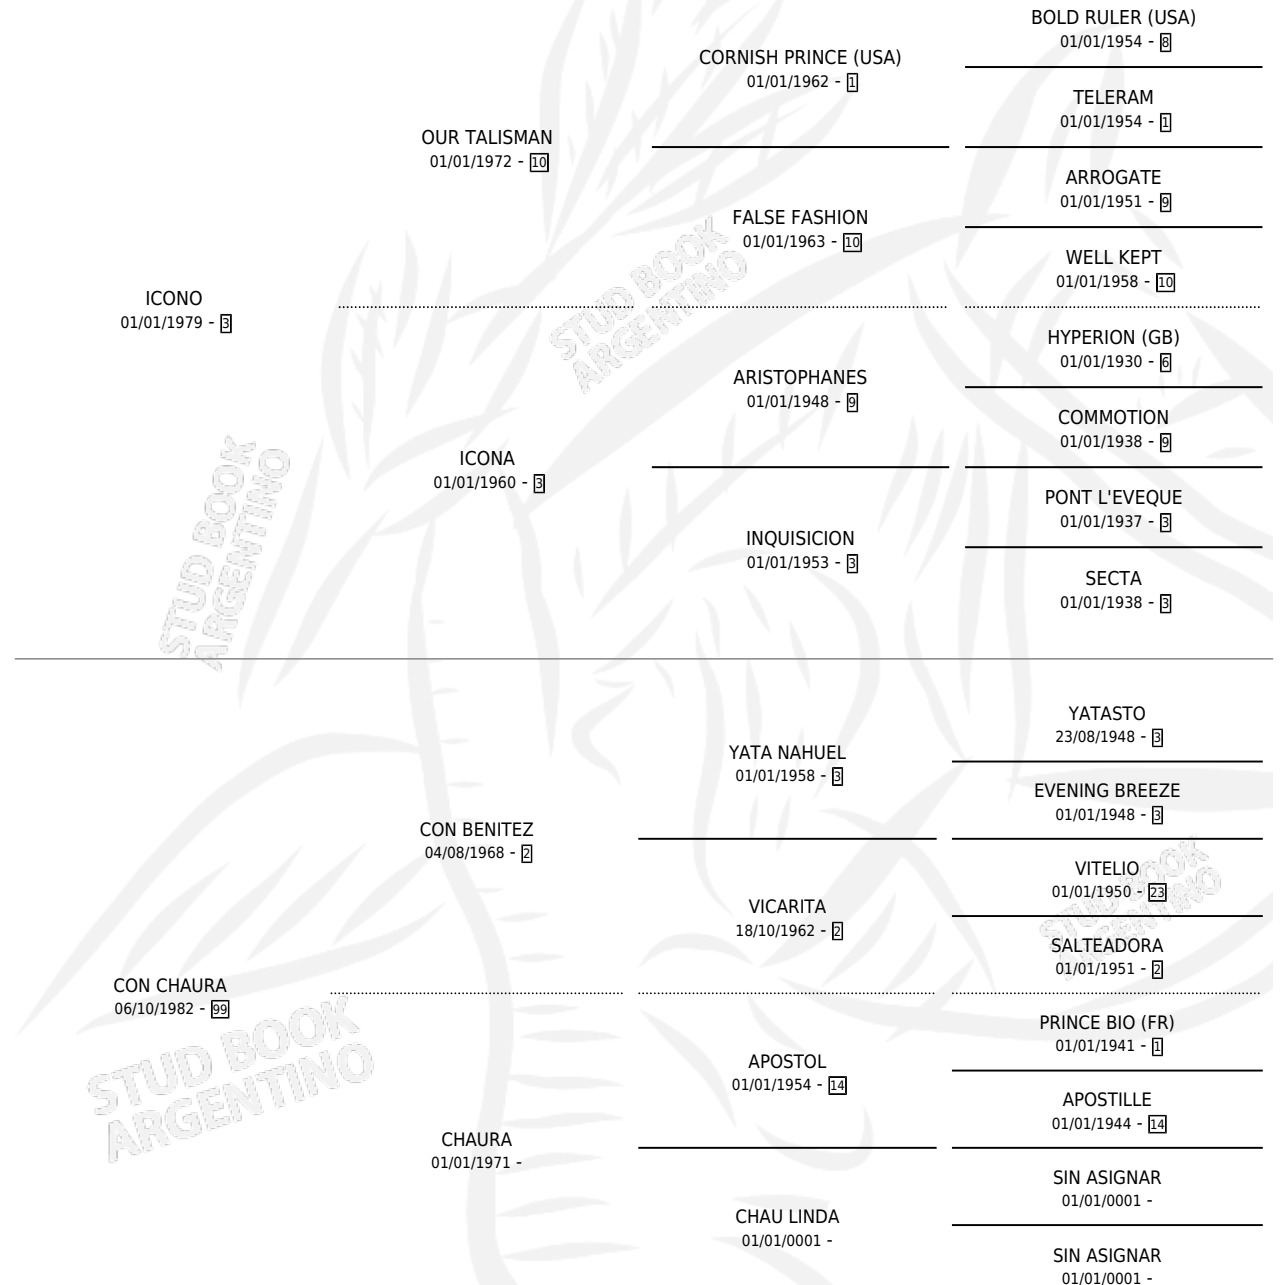 BOLD RULER (USA)
01/01/1954 - 8
CORNISH PRINCE (USA)
01/01/1962 - 1
TELERAM
01/01/1954 - 1
OUR TALISMAN
01/01/1972 - 10
ARROGATE
01/01/1951 - 9
FALSE FASHION
01/01/1963 - 10
WELL KEPT
01/01/1958 - 10
ICONO
01/01/1979 - 3
HYPERION (GB)
01/01/1930 - 6
ARISTOPHANES
01/01/1948 - 9
COMMOTION
01/01/1938 - 9
ICONA
01/01/1960 - 3
PONT L'EVEQUE
01/01/1937 - 3
INQUISICION
01/01/1953 - 3
SECTA
01/01/1938 - 3
YATASTO
23/08/1948 - 3
YATA NAHUEL
01/01/1958 - 3
EVENING BREEZE
01/01/1948 - 3
CON BENITEZ
04/08/1968 - 2
VITELIO
01/01/1950 - 23
VICARITA
18/10/1962 - 2
SALTEADORA
01/01/1951 - 2
CON CHAURA
06/10/1982 - 99
PRINCE BIO (FR)
01/01/1941 - 1
APOSTOL
01/01/1954 - 14
APOSTILLE
01/01/1944 - 14
CHAURA
01/01/1971 -
SIN ASIGNAR
01/01/0001 -
CHAU LINDA
01/01/0001 -
SIN ASIGNAR
01/01/0001 -
STUD BOOK
ARGENTINO
STUD BOOK
ARGENTINO
STUD BOOK
ARGENTINO
STUD BOOK
ARGENTINO